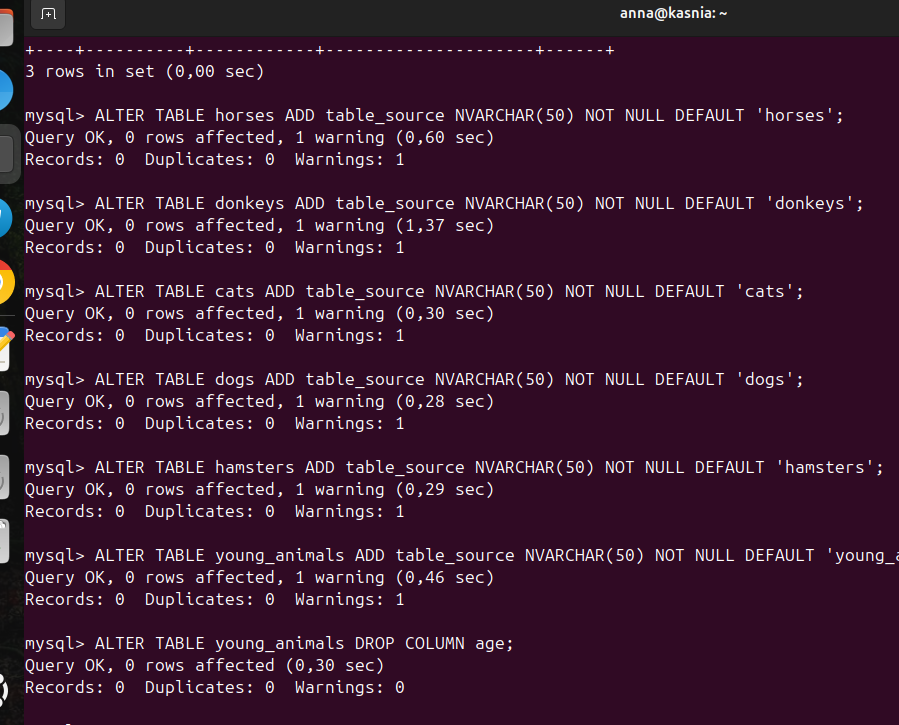 anna@kasnia: ~
+----+----------+------------+---------------------+------+
3 rows in set (0,00 sec)
mysql> ALTER TABLE horses ADD table_source NVARCHAR(50) NOT NULL DEFAULT 'horses';
Query OK, 0 rows affected, 1 warning (0,60 sec)
Records: 0  Duplicates: 0  Warnings: 1
mysql> ALTER TABLE donkeys ADD table_source NVARCHAR(50) NOT NULL DEFAULT 'donkeys';
Query OK, 0 rows affected, 1 warning (1,37 sec)
Records: 0  Duplicates: 0  Warnings: 1
mysql> ALTER TABLE cats ADD table_source NVARCHAR(50) NOT NULL DEFAULT 'cats';
Query OK, 0 rows affected, 1 warning (0,30 sec)
Records: 0  Duplicates: 0  Warnings: 1
mysql> ALTER TABLE dogs ADD table_source NVARCHAR(50) NOT NULL DEFAULT 'dogs';
Query OK, 0 rows affected, 1 warning (0,28 sec)
Records: 0  Duplicates: 0  Warnings: 1
mysql> ALTER TABLE hamsters ADD table_source NVARCHAR(50) NOT NULL DEFAULT 'hamsters';
Query OK, 0 rows affected, 1 warning (0,29 sec)
Records: 0  Duplicates: 0  Warnings: 1
mysql> ALTER TABLE young_animals ADD table_source NVARCHAR(50) NOT NULL DEFAULT 'young_
Query OK, 0 rows affected, 1 warning (0,46 sec)
Records: 0  Duplicates: 0  Warnings: 1
mysql> ALTER TABLE young_animals DROP COLUMN age;
Query OK, 0 rows affected (0,30 sec)
Records: 0  Duplicates: 0  Warnings: 0